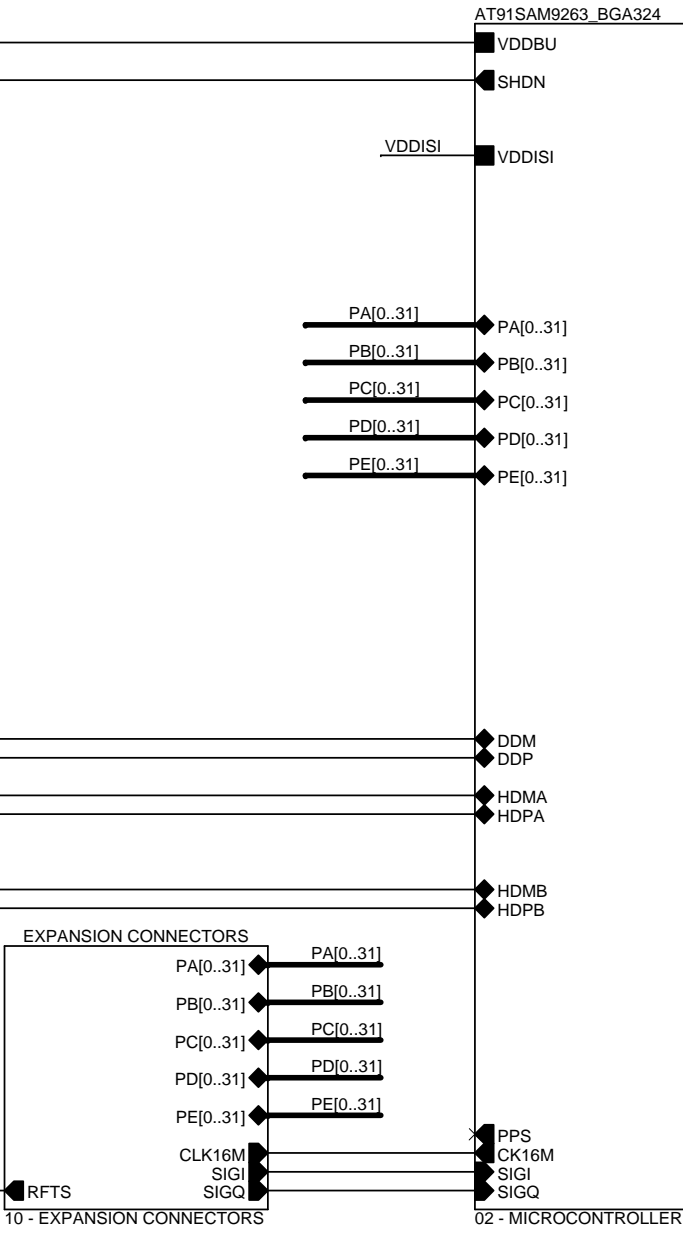 AT91SAM9263_BGA324
VDDBU
SHDN
VDDISI VDDISI
PA[0..31] PA[0..31]
PB[0..31] PB[0..31]
PC[0..31] PC[0..31]
PD[0..31] PD[0..31]
PE[0..31] PE[0..31]
DDM
DDP
HDMA
HDPA
HDMB
HDPB
EXPANSION CONNECTORS
PA[0..31] PA[0..31]
PB[0..31] PB[0..31]
PC[0..31] PC[0..31]
PD[0..31] PD[0..31]
PE[0..31] PE[0..31]
PPS
CLK16M CK16M
SIGI SIGI
RFTS SIGQ SIGQ
10 - EXPANSION CONNECTORS 02 - MICROCONTROLLER